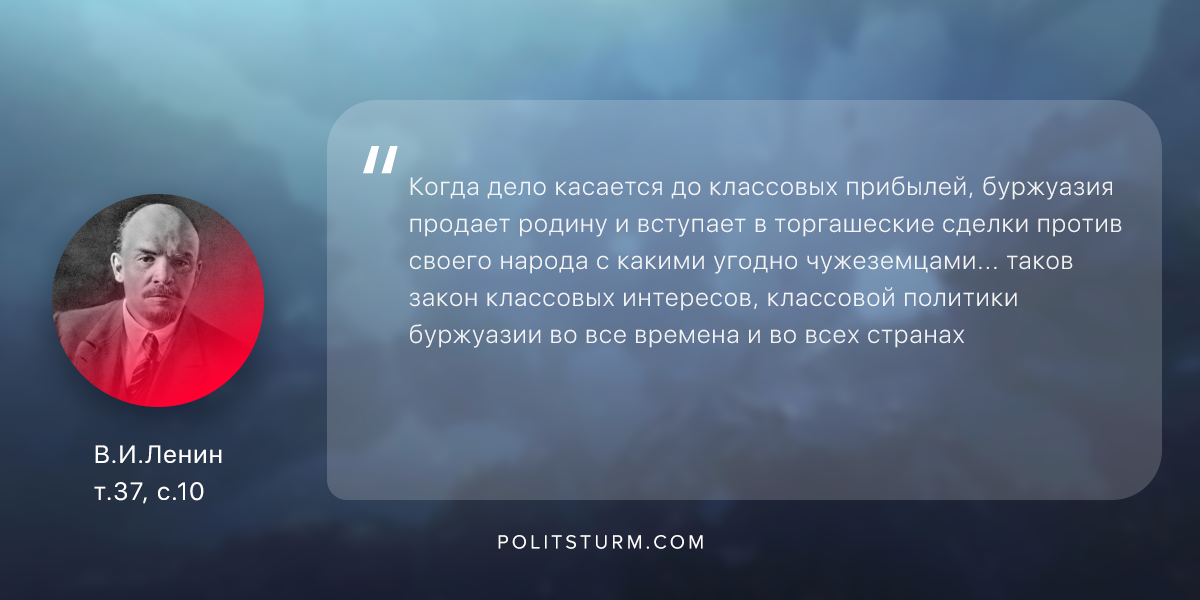 Когда дело касается до классовых прибылей, буржуазия
продает родину и вступает в торгашеские сделки против
своего народа с какими угодно чужеземцами... таков
закон классовых интересов, классовой политики
буржуазии во все времена и во всех странах
В.И.Ленин
т.37, с.10
POLITSTURM.COM